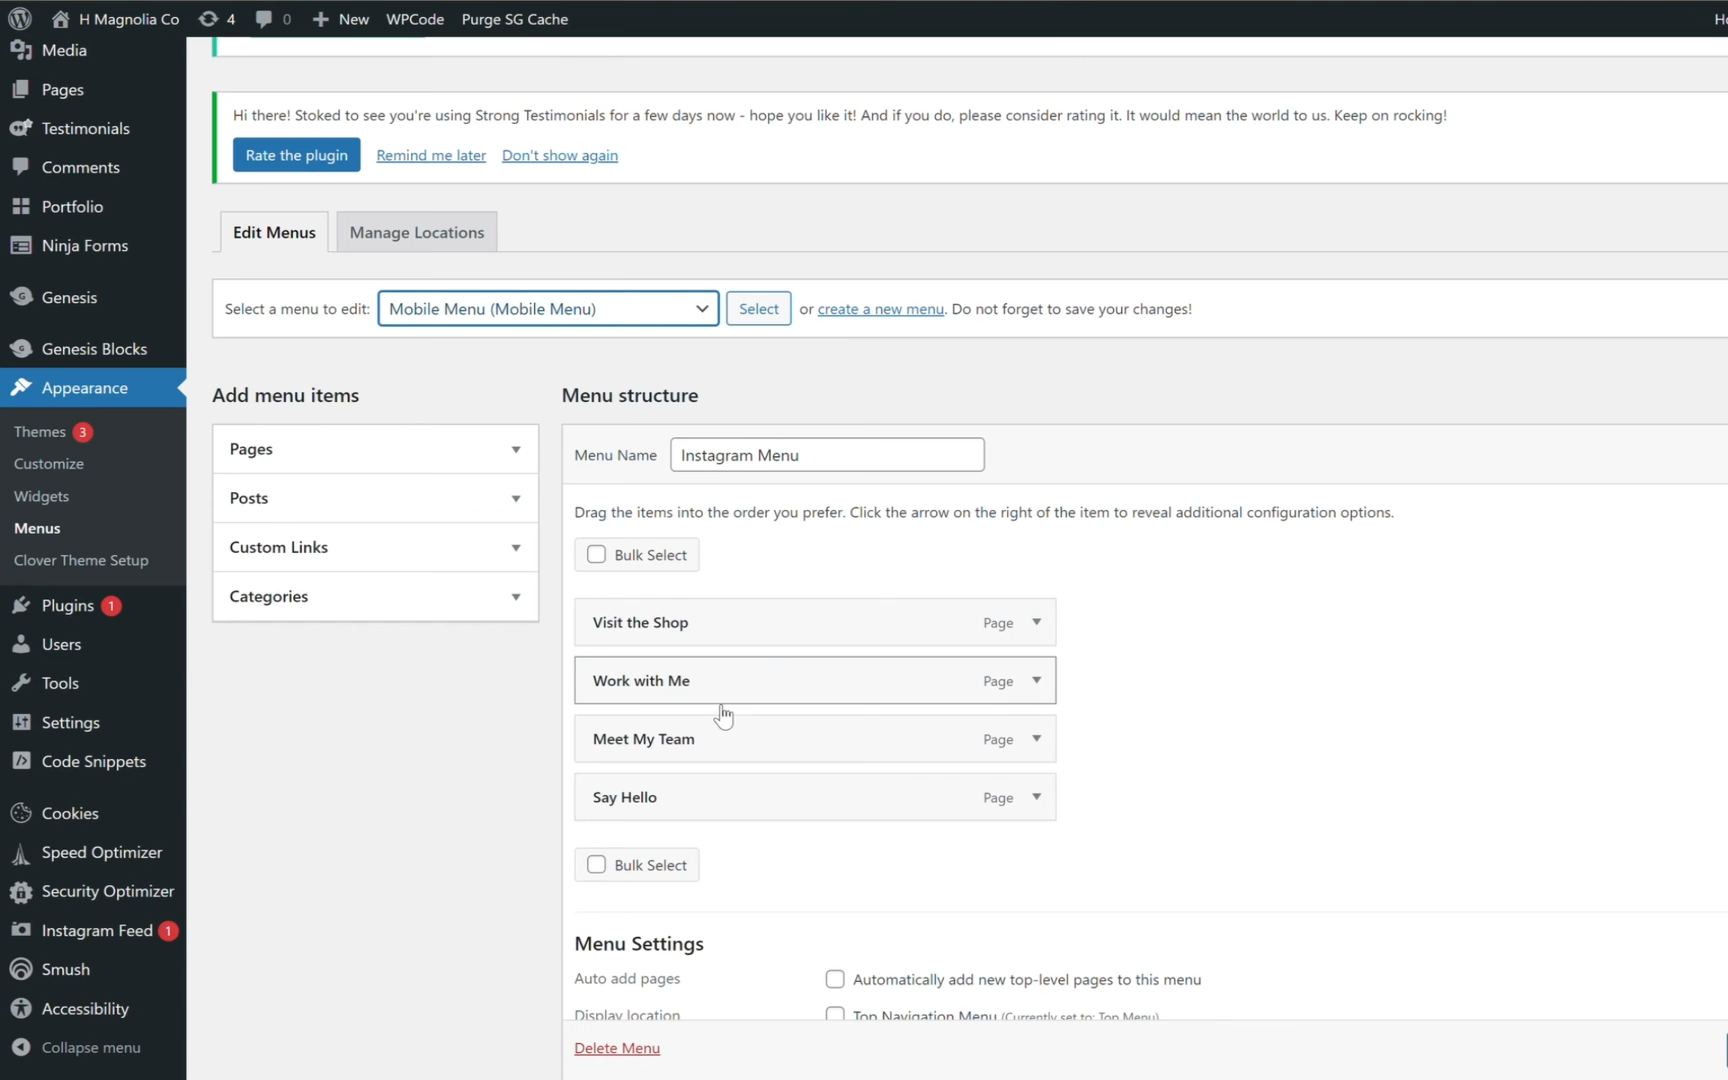 H Magnolia Co 4 0 New WPCode Purge SG Cache
Media
Pages
Testimonials
Comments
Portfolio
Ninja Forms
Genesis
Genesis Blocks
Appearance
Themes 3
Customize
Widgets
Menus
Clover Theme Setup
Plugins 1
Users
Tools
Settings
Code Snippets
Cookies
Speed Optimizer
Security Optimizer
Instagram Feed 1
Smush
Accessibility
Collapse menu
Hi there! Stoked to see you're using Strong Testimonials for a few days now - hope you like it! And if you do, please consider rating it. It would mean the world to us. Keep on rocking!
Rate the plugin Remind me later Don't show again
Edit Menus Manage Locations
Select a menu to edit: Mobile Menu (Mobile Menu) Select or create a new menu. Do not forget to save your changes!
Add menu items
Pages
Posts
Custom Links
Categories
Menu structure
Menu Name Instagram Menu
Drag the items into the order you prefer. Click the arrow on the right of the item to reveal additional configuration options.
Bulk Select
Visit the Shop Page
Work with Me Page
Meet My Team Page
Say Hello Page
Bulk Select
Menu Settings
Auto add pages Automatically add new top-level pages to this menu
Display location Top Navigation Menu (Currently set to: Top Menu)
Delete Menu